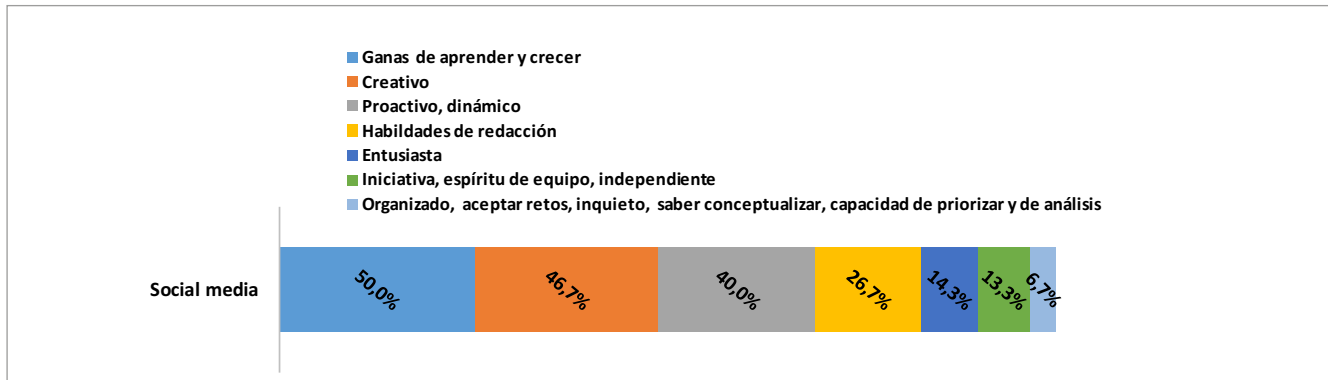 Ganas de aprender y crecer
Creativo
Proactivo, dinámico
Habildades de redacción
Entusiasta
Iniciativa, espíritu de equipo, independiente
Organizado, aceptar retos, inquieto, saber conceptualizar, capacidad de priorizar y de análisis
Social media
50,0%
46,7%
40,0%
26,7%
14,3%
13,3%
6,7%